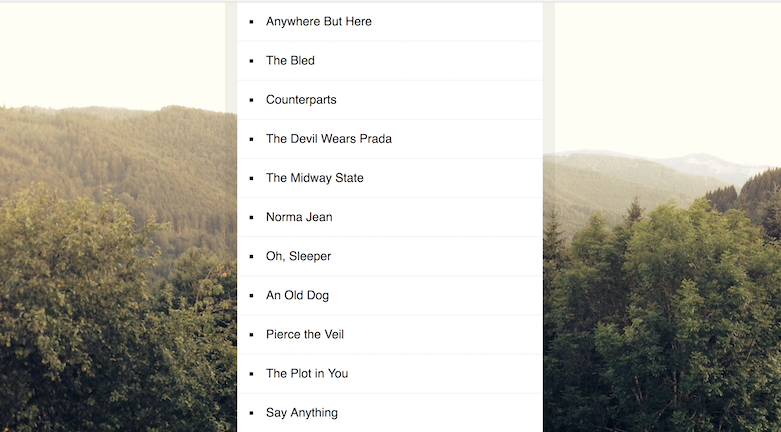 Anywhere But Here
The Bled
Counterparts
The Devil Wears Prada
The Midway State
Norma Jean
Oh, Sleeper
An Old Dog
Pierce the Veil
The Plot in You
Say Anything